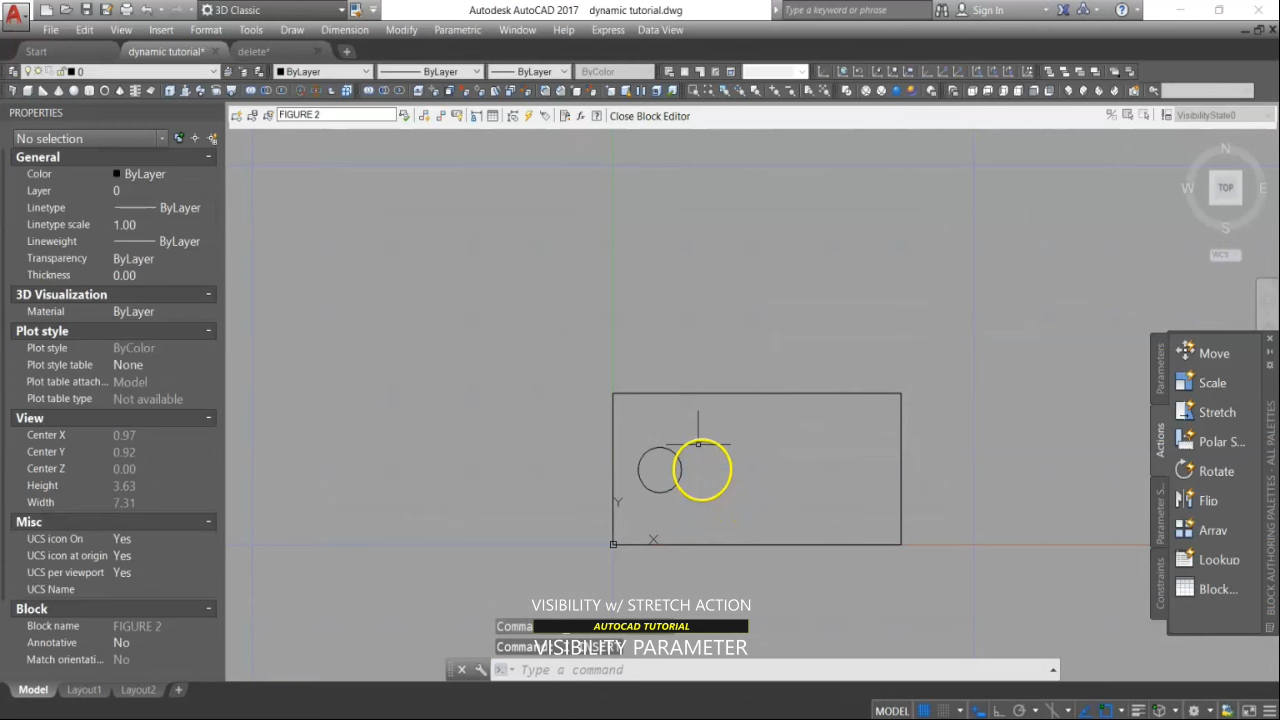 3D Classic
Autodesk AutoCAD 2017 dynamic tutorial.dwg
Type a keyword or phrase
Sign In
File Edit View Insert Format Tools Draw Dimension Modify Parametric Window Help Express Data View
Start dynamic tutorial* delete*
0 ByLayer ByLayer ByLayer ByColor
PROPERTIES
FIGURE 2 Close Block Editor VisibilityState0
No selection
General
Color ByLayer
Layer 0
Linetype ByLayer
Linetype scale 1.00
Lineweight ByLayer
Transparency ByLayer
Thickness 0.00
3D Visualization
Material ByLayer
Plot style
Plot style ByColor
Plot style table None
Plot table attach... Model
Plot table type Not available
View
Center X 0.97
Center Y 0.92
Center Z 0.00
Height 3.63
Width 7.31
Misc
UCS icon On Yes
UCS icon at origin Yes
UCS per viewport Yes
UCS Name
Block
Block name FIGURE 2
Annotative No
Match orientati... No
N
W TOP E
S
WCS
Y
X
Parameters
Actions
Parameter S...
Constraints
Move
Scale
Stretch
Polar S...
Rotate
Flip
Array
Lookup
Block...
BLOCK AUTHORING PALETTES - ALL PALETTES
VISIBILITY w/ STRETCH ACTION
Comma
AUTOCAD TUTORIAL
Command
VISIBILITY PARAMETER
Type a command
Model Layout1 Layout2
MODEL